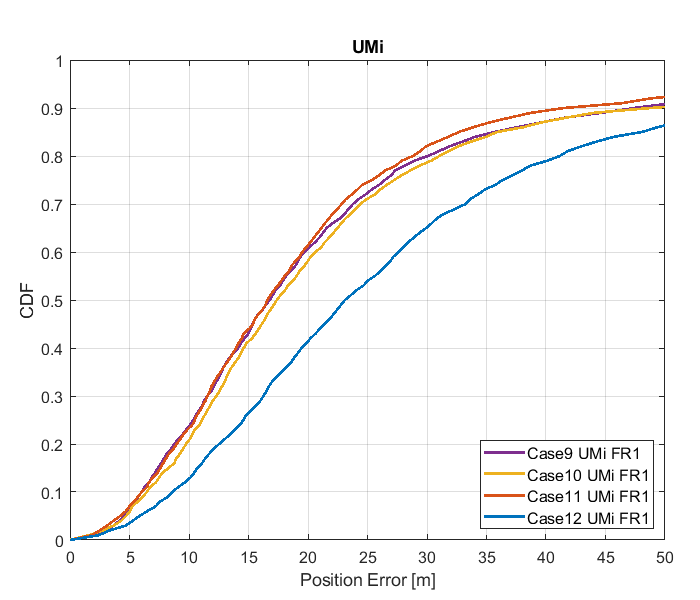 UMi
1
0.9
0.8
0.7
0.6
0.5
0.4
0.3
0.2
0.1
0
CDF
0 5 10 15 20 25 30 35 40 45 50
Position Error [m]
Case9 UMi FR1
Case10 UMi FR1
Case11 UMi FR1
Case12 UMi FR1